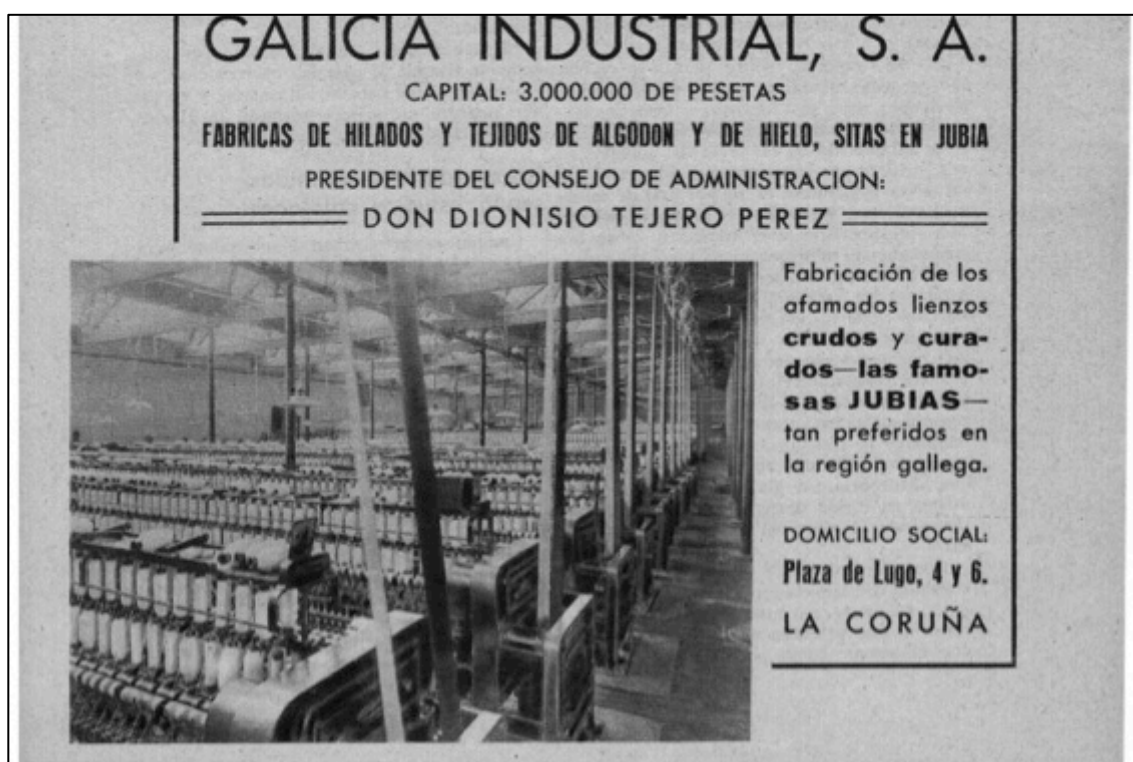 GALICIA INDUSTRIAL, S. A.
CAPITAL: 3.000.000 DE PESETAS
FABRICAS DE HILADOS Y TEJIDOS DE ALGODON Y DE HIELO, SITAS EN JUBIA
PRESIDENTE DEL CONSEJO DE ADMINISTRACION:
DON DIONISIO TEJERO PEREZ
Fabricación de los
afamados lienzos
crudos y cura-
dos—las famo-
sas JUBIAS—
tan preferidos en
la región gallega.
DOMICILIO SOCIAL:
Plaza de Lugo, 4 y 6.
LA CORUÑA